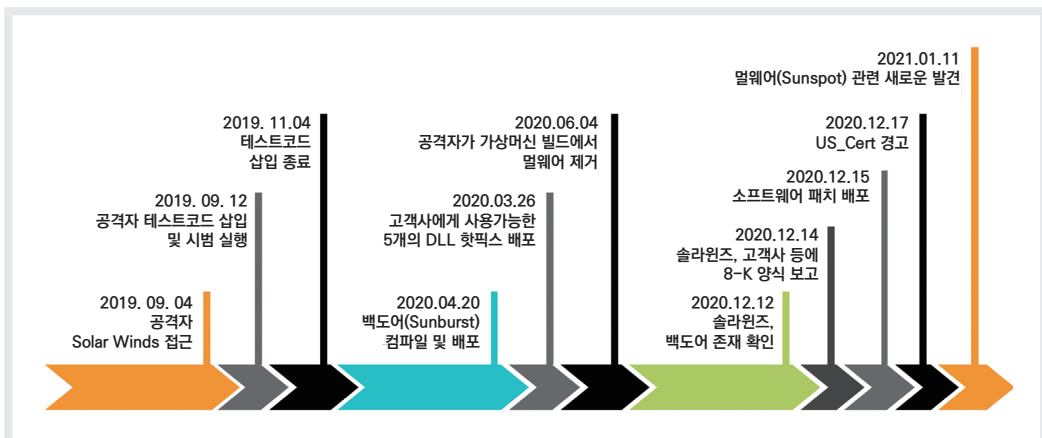 2019. 09. 04
공격자
Solar Winds 접근
2019. 09. 12
공격자 테스트코드 삽입
및 시범 실행
2019. 11.04
테스트코드
삽입 종료
2020.04.20
백도어(Sunburst)
컴파일 및 배포
2020.03.26
고객사에게 사용가능한
5개의 DLL 핫픽스 배포
2020.06.04
공격자가 가상머신 빌드에서
멀웨어 제거
2020.12.12
솔라윈즈,
백도어 존재 확인
2020.12.14
솔라윈즈, 고객사 등에
8-K 양식 보고
2020.12.15
소프트웨어 패치 배포
2020.12.17
US_Cert 경고
2021.01.11
멀웨어(Sunspot) 관련 새로운 발견